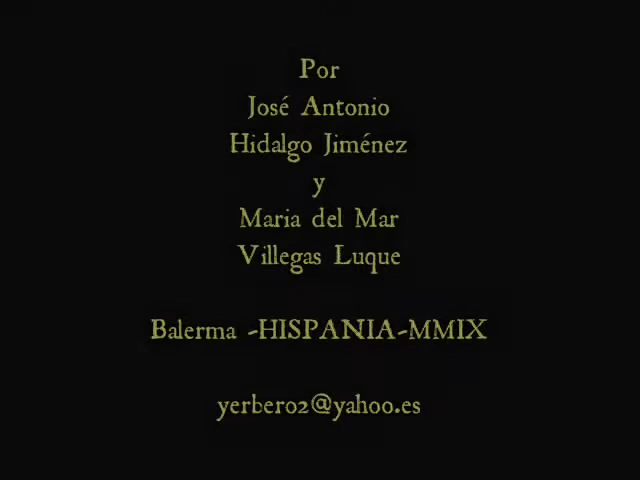 Por
José Antonio
Hidalgo Jiménez
y
Maria del Mar
Villegas Luque
Balerma -HISPANIA-MMIX
yerbero2@yahoo.es